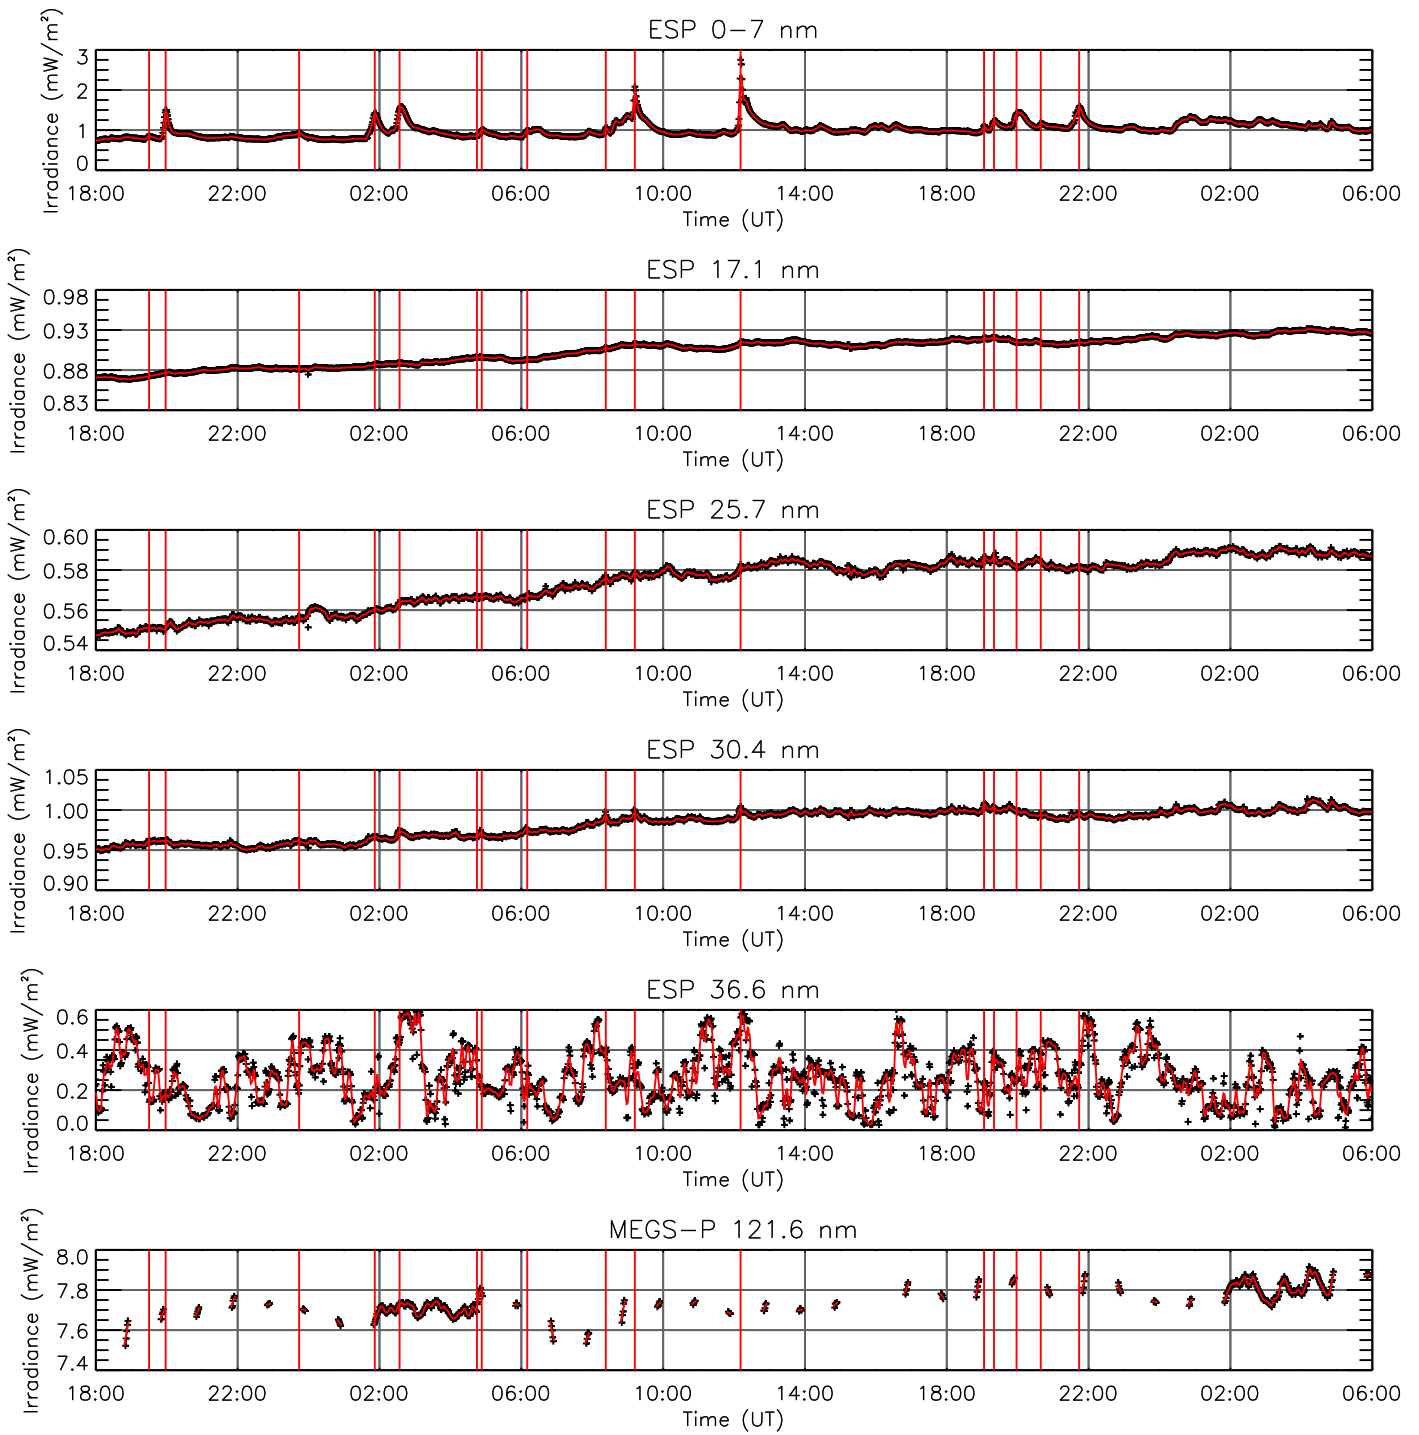 ESP 0−7 nm
Irradiance (mW/m²)
3
2
1
0
18:00 22:00 02:00 06:00 10:00 14:00 18:00 22:00 02:00 06:00
Time (UT)
ESP 17.1 nm
Irradiance (mW/m²)
0.98
0.93
0.88
0.83
18:00 22:00 02:00 06:00 10:00 14:00 18:00 22:00 02:00 06:00
Time (UT)
ESP 25.7 nm
Irradiance (mW/m²)
0.60
0.58
0.56
0.54
18:00 22:00 02:00 06:00 10:00 14:00 18:00 22:00 02:00 06:00
Time (UT)
ESP 30.4 nm
Irradiance (mW/m²)
1.05
1.00
0.95
0.90
18:00 22:00 02:00 06:00 10:00 14:00 18:00 22:00 02:00 06:00
Time (UT)
ESP 36.6 nm
Irradiance (mW/m²)
0.6
0.4
0.2
0.0
18:00 22:00 02:00 06:00 10:00 14:00 18:00 22:00 02:00 06:00
Time (UT)
MEGS−P 121.6 nm
Irradiance (mW/m²)
8.0
7.8
7.6
7.4
18:00 22:00 02:00 06:00 10:00 14:00 18:00 22:00 02:00 06:00
Time (UT)